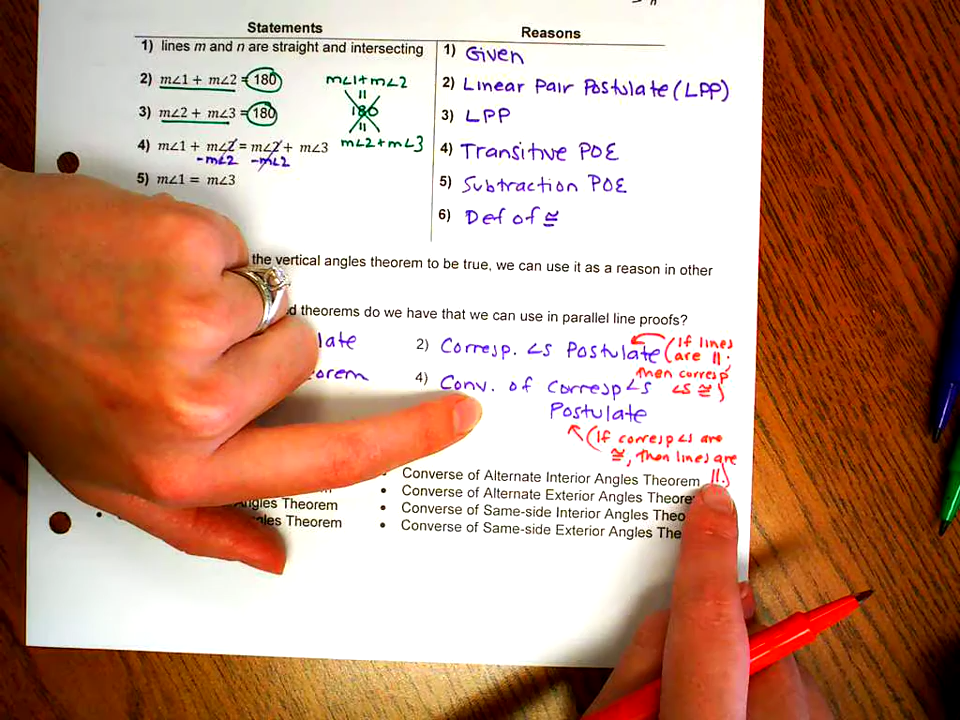 Statements
Reasons
1) lines m and n are straight and intersecting
1) Given
2) m∠1 + m∠2 = 180
m∠1+m∠2
=
180
=
m∠2+m∠3
2) Linear Pair Postulate (LPP)
3) m∠2 + m∠3 = 180
3) LPP
4) m∠1 + m∠2 = m∠2 + m∠3
-m∠2 -m∠2
4) Transitive POE
5) m∠1 = m∠3
5) Subtraction POE
6) Def of ≅
the vertical angles theorem to be true, we can use it as a reason in other
theorems do we have that we can use in parallel line proofs?
2) Corresp. ∠s Postulate (If lines
are ||,
then corresp
∠s ≅)
4) Conv. of Corresp ∠s
Postulate
(If corresp ∠s are
≅, then lines are
||.)
• Converse of Alternate Interior Angles Theorem
• Converse of Alternate Exterior Angles
Angles Theorem
• Converse of Same-side Interior Angles
Theorem
• Converse of Same-side Exterior Angles